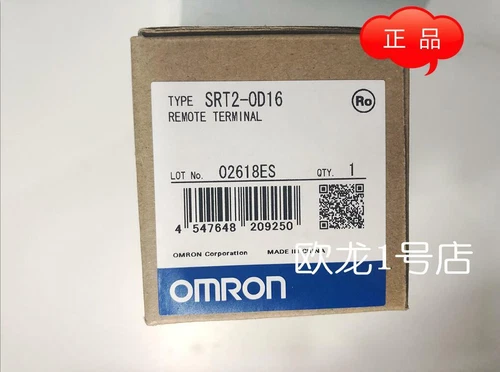 正品
TYPE SRT2-OD16
Ro
REMOTE TERMINAL
LOT No. 02618ES QTY. 1
4 547648 209250
OMRON Corporation MADE IN CHINA
欧龙1号店
OMRON